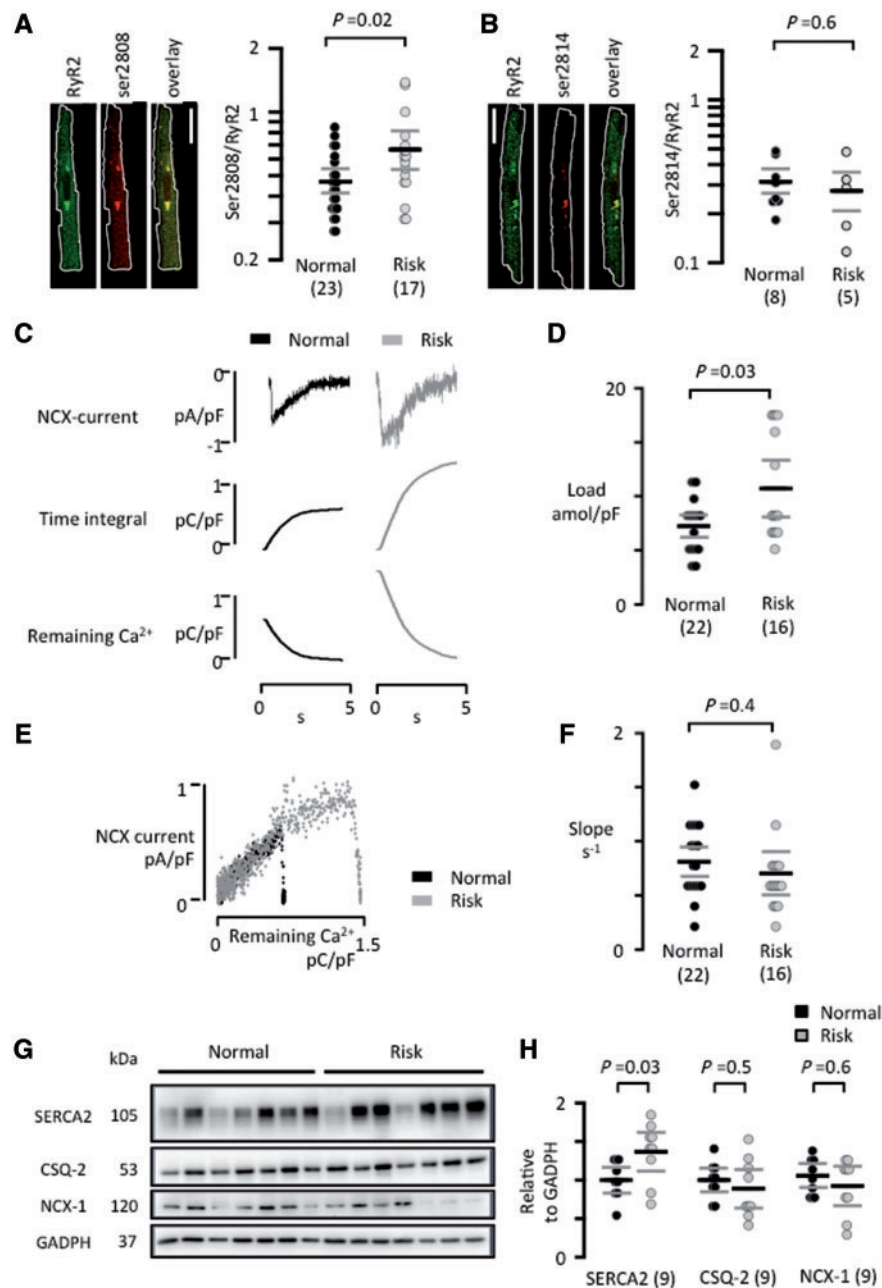 A
RyR2
ser2808
overlay
P =0.02
Ser2808/RyR2
2
1
0.2
Normal
(23)
Risk
(17)
B
RyR2
ser2814
overlay
P =0.6
Ser2814/RyR2
2
1
0.1
Normal
(8)
Risk
(5)
C
Normal
Risk
NCX-current
pA/pF
0
-1
Time integral
pC/pF
1
0
Remaining Ca²⁺
pC/pF
1
0
0
s
5
0
s
5
D
P =0.03
20
Load
amol/pF
0
Normal
(22)
Risk
(16)
E
1
NCX current
pA/pF
0
0
Remaining Ca²⁺
pC/pF
1.5
Normal
Risk
F
P =0.4
2
Slope
s⁻¹
0
Normal
(22)
Risk
(16)
G
kDa
Normal
Risk
SERCA2 105
CSQ-2 53
NCX-1 120
GADPH 37
H
Normal
Risk
P =0.03
P =0.5
P =0.6
2
1
0
Relative
to GADPH
SERCA2 (9)
CSQ-2 (9)
NCX-1 (9)